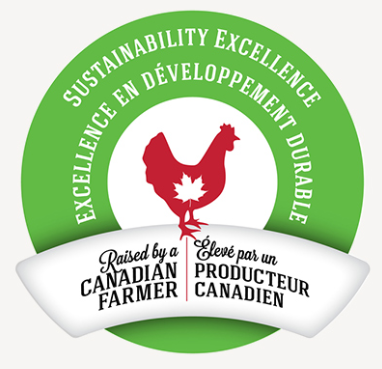 SUSTAINABILITY EXCELLENCE
EXCELLENCE EN DÉVELOPPEMENT DURABLE
Raised by a
CANADIAN
FARMER
Élevé par un
PRODUCTEUR
CANADIEN